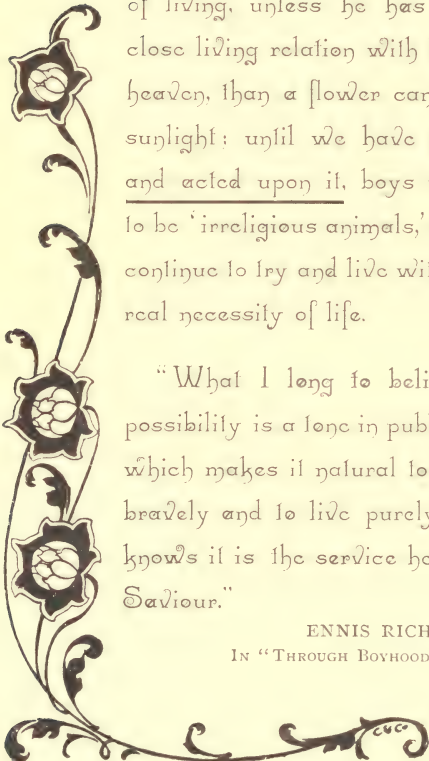 of living, unless he has
close living relation with
heaven, than a flower can
sunlight: until we have
and acted upon it, boys
to be 'irreligious animals,'
continue to try and live wil
real necessity of life.
"What I long to beli
possibility is a tone in pub
which makes it natural to
bravely and to live purely
knows it is the service he
Saviour."
ENNIS RICH
IN "THROUGH BOYHOOD